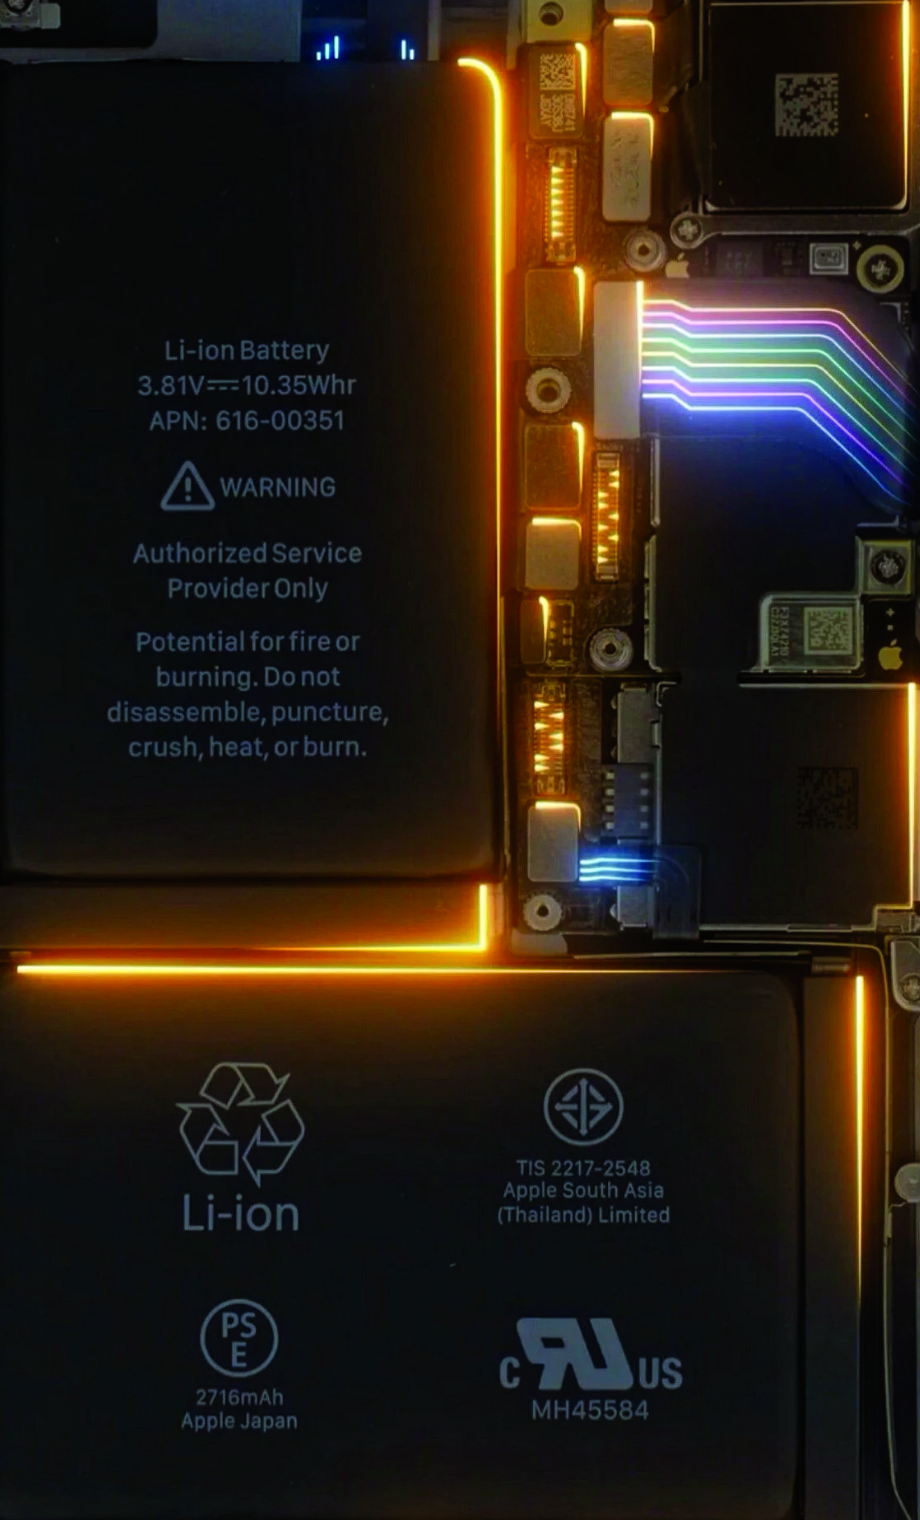 Li-ion Battery
3.81V⎓10.35Whr
APN: 616-00351
WARNING
Authorized Service
Provider Only
Potential for fire or
burning. Do not
disassemble, puncture,
crush, heat, or burn.
Li-ion
TIS 2217-2548
Apple South Asia
(Thailand) Limited
PS
E
2716mAh
Apple Japan
C RU US
MH45584